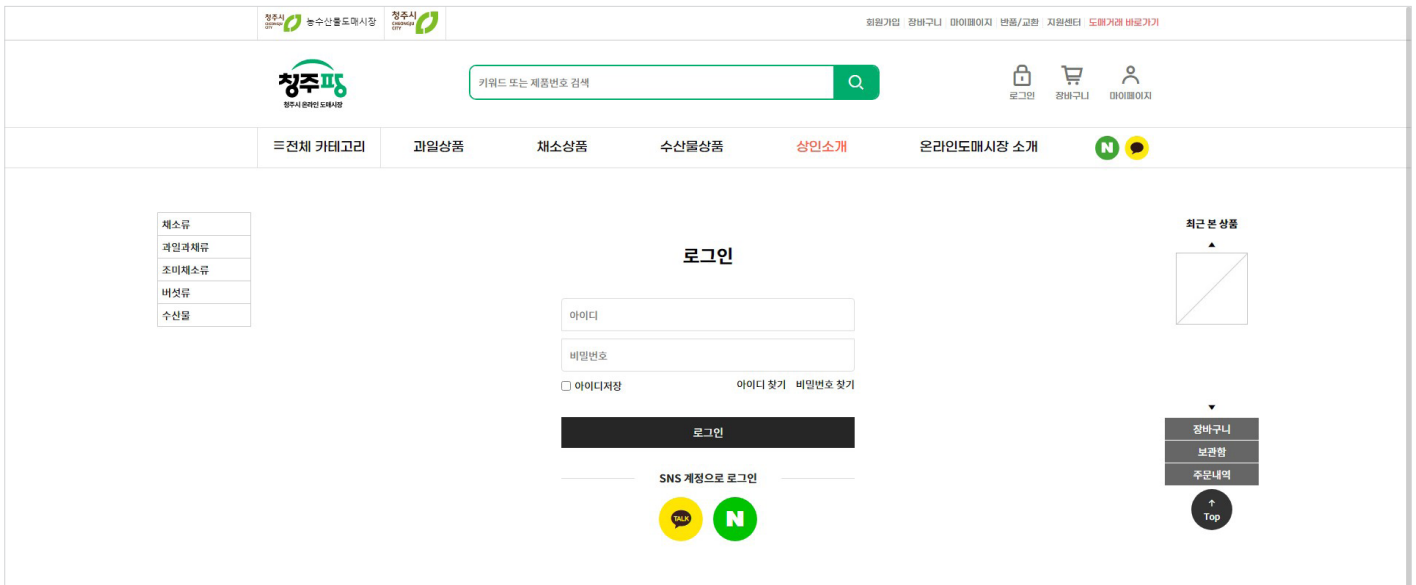 청주시 CHEONGJU CITY 농수산물도매시장 청주시 CHEONGJU CITY 회원가입 장바구니 마이페이지 반품/교환 지원센터 도매거래 바로가기
청주팡
청주시 온라인 도매시장
키워드 또는 제품번호 검색
로그인 장바구니 마이페이지
전체 카테고리 과일상품 채소상품 수산물상품 상인소개 온라인도매시장 소개 N
채소류
과일과채류
조미채소류
버섯류
수산물
로그인
아이디
비밀번호
아이디저장 아이디 찾기 비밀번호 찾기
로그인
SNS 계정으로 로그인
TALK N
최근 본 상품
장바구니
보관함
주문내역
Top